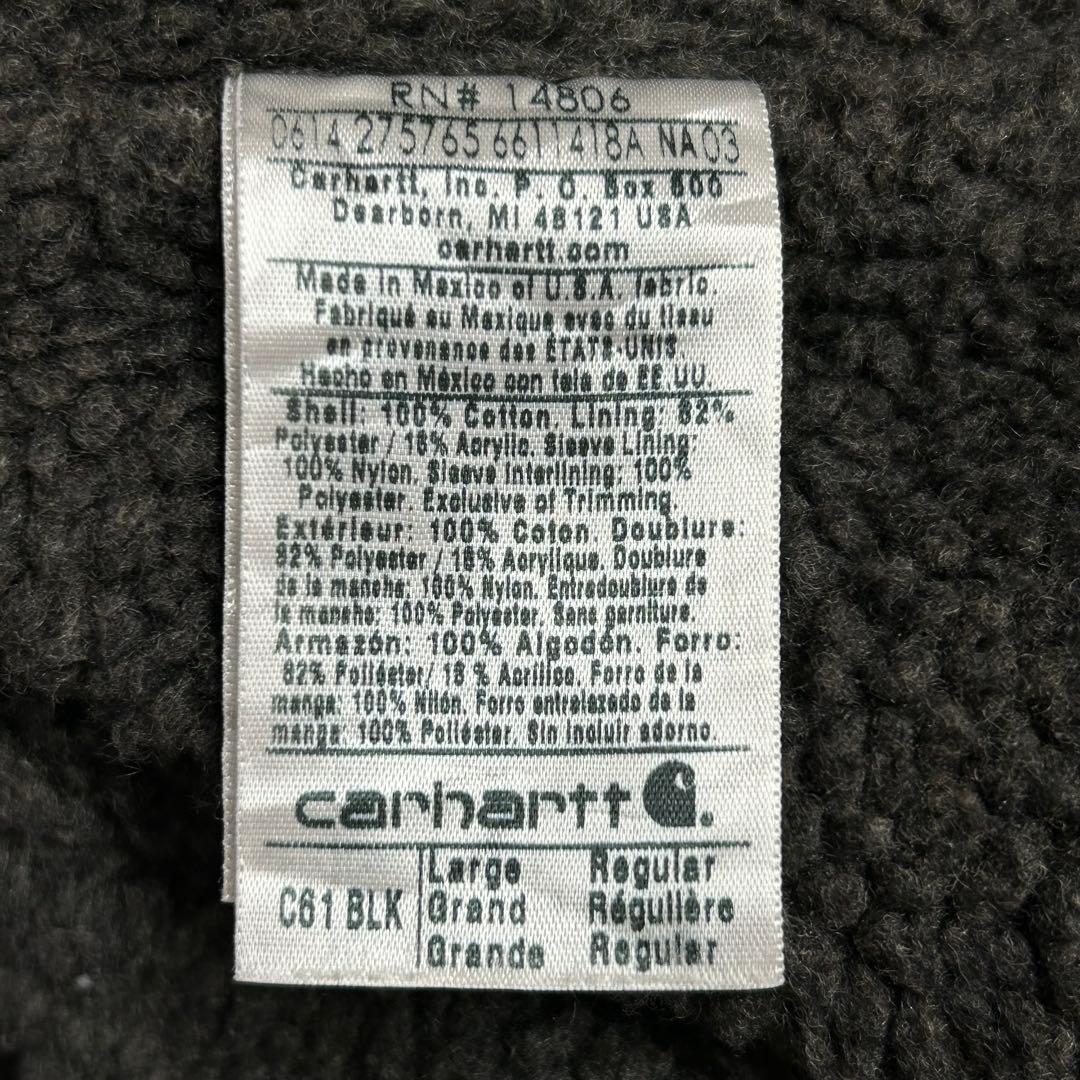 RN# 14806
0614 275765 6611418A NA03
Carhartt, Inc. P. O. Box 600
Dearborn, MI 48121 USA
carhartt.com
Made in Mexico of U.S.A. fabric.
Fabriqué au Mexique avec du tissu
en provenance des ÉTATS-UNIS
Hecho en México con tela de EE.UU.
Shell: 100% Cotton. Lining: 82%
Polyester / 18% Acrylic. Sleeve Lining:
100% Nylon. Sleeve Interlining: 100%
Polyester. Exclusive of Trimming.
Extérieur: 100% Coton. Doublure:
82% Polyester / 18% Acrylique. Doublure
de la manche: 100% Nylon. Entredoublure de
la manche: 100% Polyester. Sans garniture.
Armazón: 100% Algodón. Forro:
82% Poliéster/ 18 % Acrílico. Forro de la
manga: 100% Nilon. Forro entrelazado de la
manga: 100% Poliéster. Sin incluir adorno.
carhartt
C61 BLK
Large Regular
Grand Régulière
Grande Regular